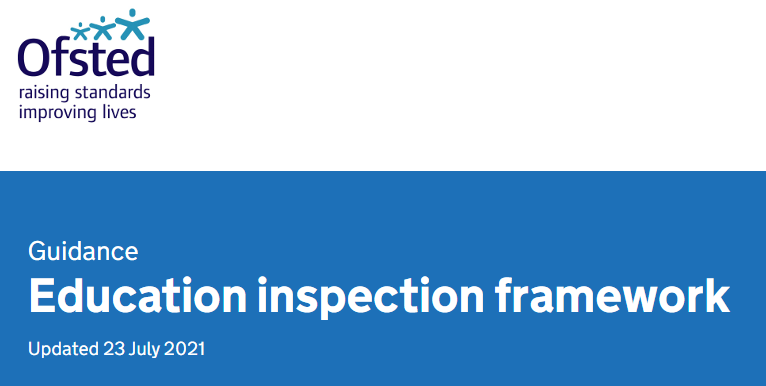 Ofsted
raising standards
improving lives
Guidance
Education inspection framework
Updated 23 July 2021